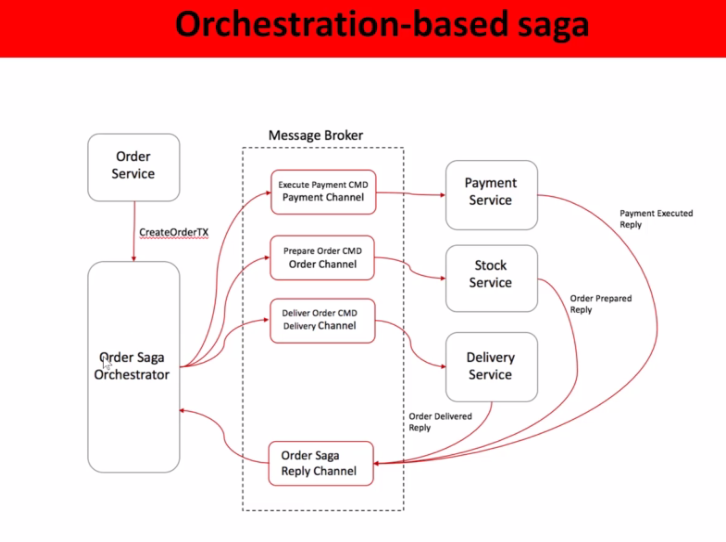 Orchestration-based saga
Message Broker
Order
Service
Execute Payment CMD
Payment Channel
Payment
Service
Payment Executed
Reply
CreateOrderTX
Prepare Order CMD
Order Channel
Stock
Service
Order Prepared
Reply
Deliver Order CMD
Delivery Channel
Order Saga
Orchestrator
Delivery
Service
Order Delivered
Reply
Order Saga
Reply Channel